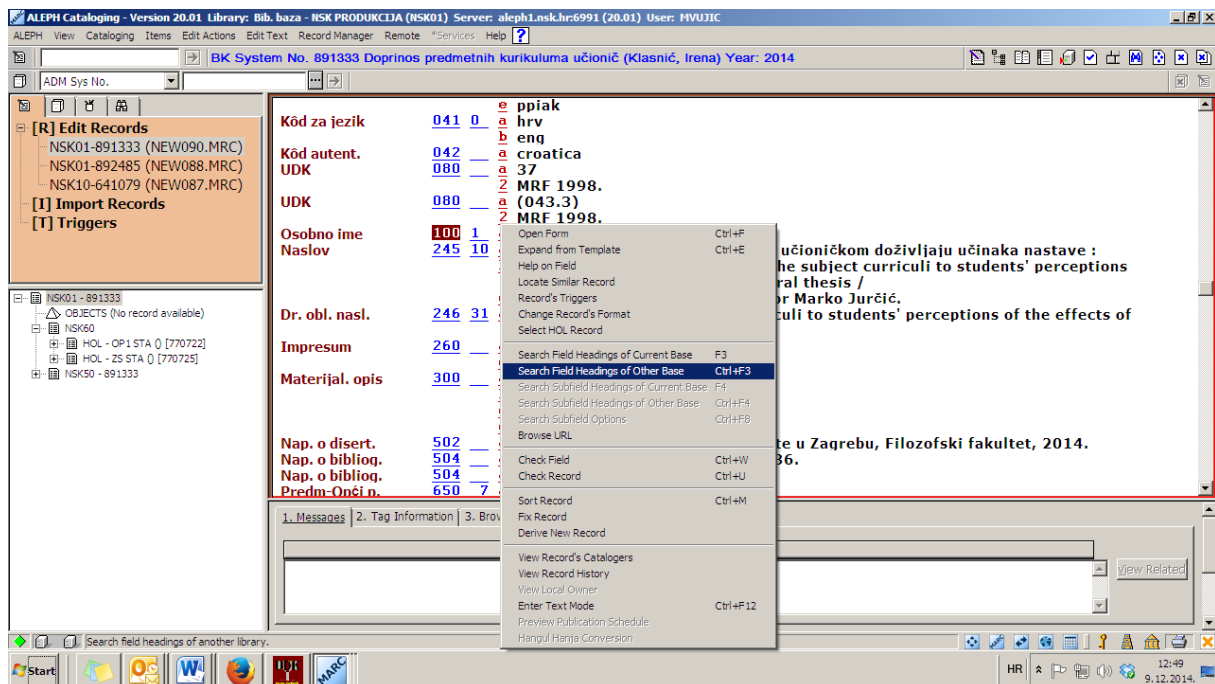 ALEPH Cataloging - Version 20.01 Library: Bib. baza - NSK PRODUKCIJA (NSK01) Server: aleph1.nsk.hr:6991 (20.01) User: MVUJIC
ALEPH View Cataloging Items Edit Actions Edit Text Record Manager Remote *Services Help ?
BK System No. 891333 Doprinos predmetnih kurikuluma učionič (Klasnić, Irena) Year: 2014
ADM Sys No.
[R] Edit Records
NSK01-891333 (NEW090.MRC)
NSK01-892485 (NEW088.MRC)
NSK10-641079 (NEW087.MRC)
[I] Import Records
[T] Triggers
NSK01 - 891333
OBJECTS (No record available)
NSK60
HOL - OP1 STA () [770722]
HOL - ZS STA () [770725]
NSK50 - 891333
e ppiak
Kôd za jezik 041 0 a hrv
b eng
Kôd autent. 042 a croatica
UDK 080 a 37
2 MRF 1998.
UDK 080 a (043.3)
2 MRF 1998.
Osobno ime 100 1
Naslov 245 10 učioničkom doživljaju učinaka nastave :
he subject curriculi to students' perceptions
ral thesis /
or Marko Jurčić.
Dr. obl. nasl. 246 31 culi to students' perceptions of the effects of
Impresum 260
Materijal. opis 300
Nap. o disert. 502 te u Zagrebu, Filozofski fakultet, 2014.
Nap. o bibliog. 504 36.
Nap. o bibliog. 504
Predm-Opći p. 650 7
Open Form Ctrl+F
Expand from Template Ctrl+E
Help on Field
Locate Similar Record
Record's Triggers
Change Record's Format
Select HOL Record
Search Field Headings of Current Base F3
Search Field Headings of Other Base Ctrl+F3
Search Subfield Headings of Current Base F4
Search Subfield Headings of Other Base Ctrl+F4
Search Subfield Options Ctrl+F8
Browse URL
Check Field Ctrl+W
Check Record Ctrl+U
Sort Record Ctrl+M
Fix Record
Derive New Record
View Record's Catalogers
View Record History
View Local Owner
Enter Text Mode Ctrl+F12
Preview Publication Schedule
Hangul Hanja Conversion
1. Messages 2. Tag Information 3. Brow
View Related
Search field headings of another library.
Start MARC HR 12:49
9.12.2014.